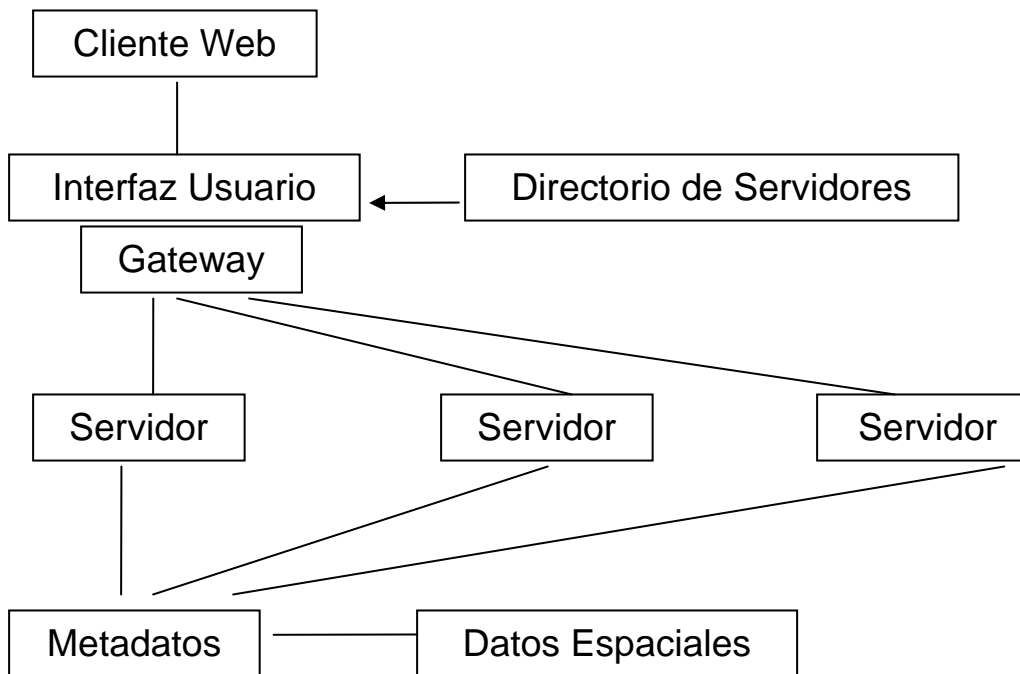 Cliente Web
Interfaz Usuario
Directorio de Servidores
Gateway
Servidor
Servidor
Servidor
Metadatos
Datos Espaciales